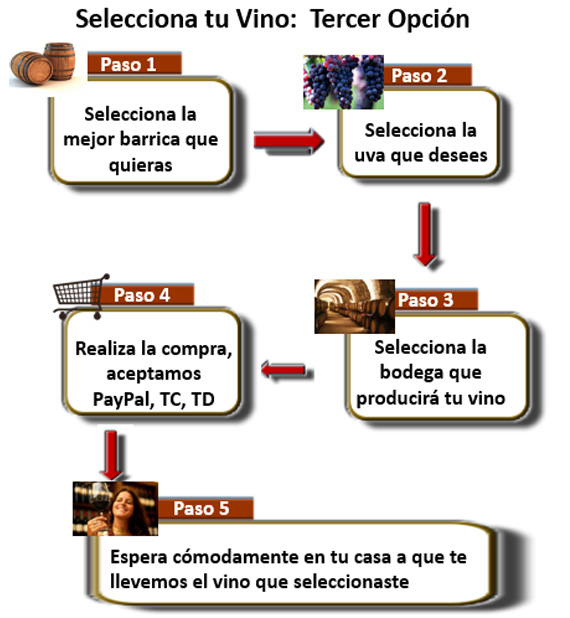 Selecciona tu Vino: Tercer Opción
Paso 1
Selecciona la
mejor barrica que
quieras
Paso 2
Selecciona la
uva que desees
Paso 3
Selecciona la
bodega que
producirá tu vino
Paso 4
Realiza la compra,
aceptamos
PayPal, TC, TD
Paso 5
Espera cómodamente en tu casa a que te
llevemos el vino que seleccionaste